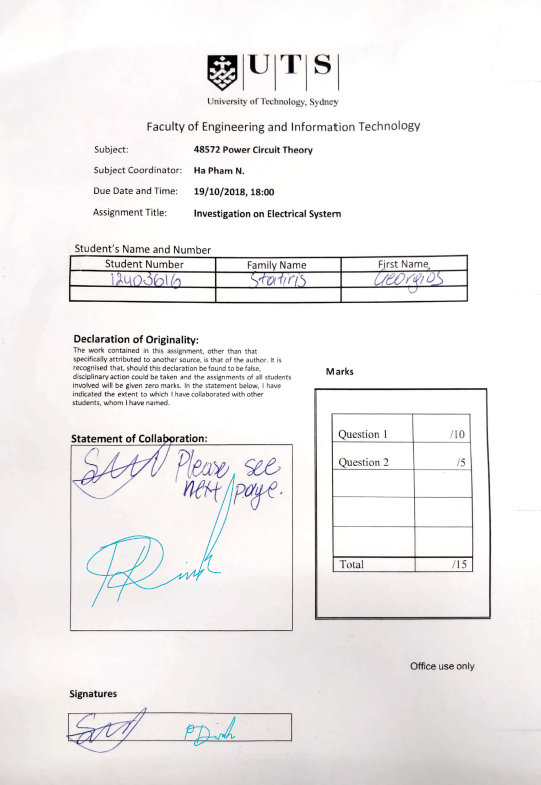 UTS
University of Technology, Sydney
Faculty of Engineering and Information Technology
Subject: 48572 Power Circuit Theory
Subject Coordinator: Ha Pham N.
Due Date and Time: 19/10/2018, 18:00
Assignment Title: Investigation on Electrical System
Student's Name and Number
Student Number Family Name First Name
12403616 Georgios
Declaration of Originality:
The work contained in this assignment, other than that
specifically attributed to another source, is that of the author. It is
recognised that, should this declaration be found to be false,
disciplinary action could be taken and the assignments of all students
involved will be given zero marks. In the statement below, I have
indicated the extent to which I have collaborated with other
students, whom I have named.
Marks
Question 1 /10
Question 2 /5
Total /15
Statement of Collaboration:
Please see
next page.
Office use only
Signatures